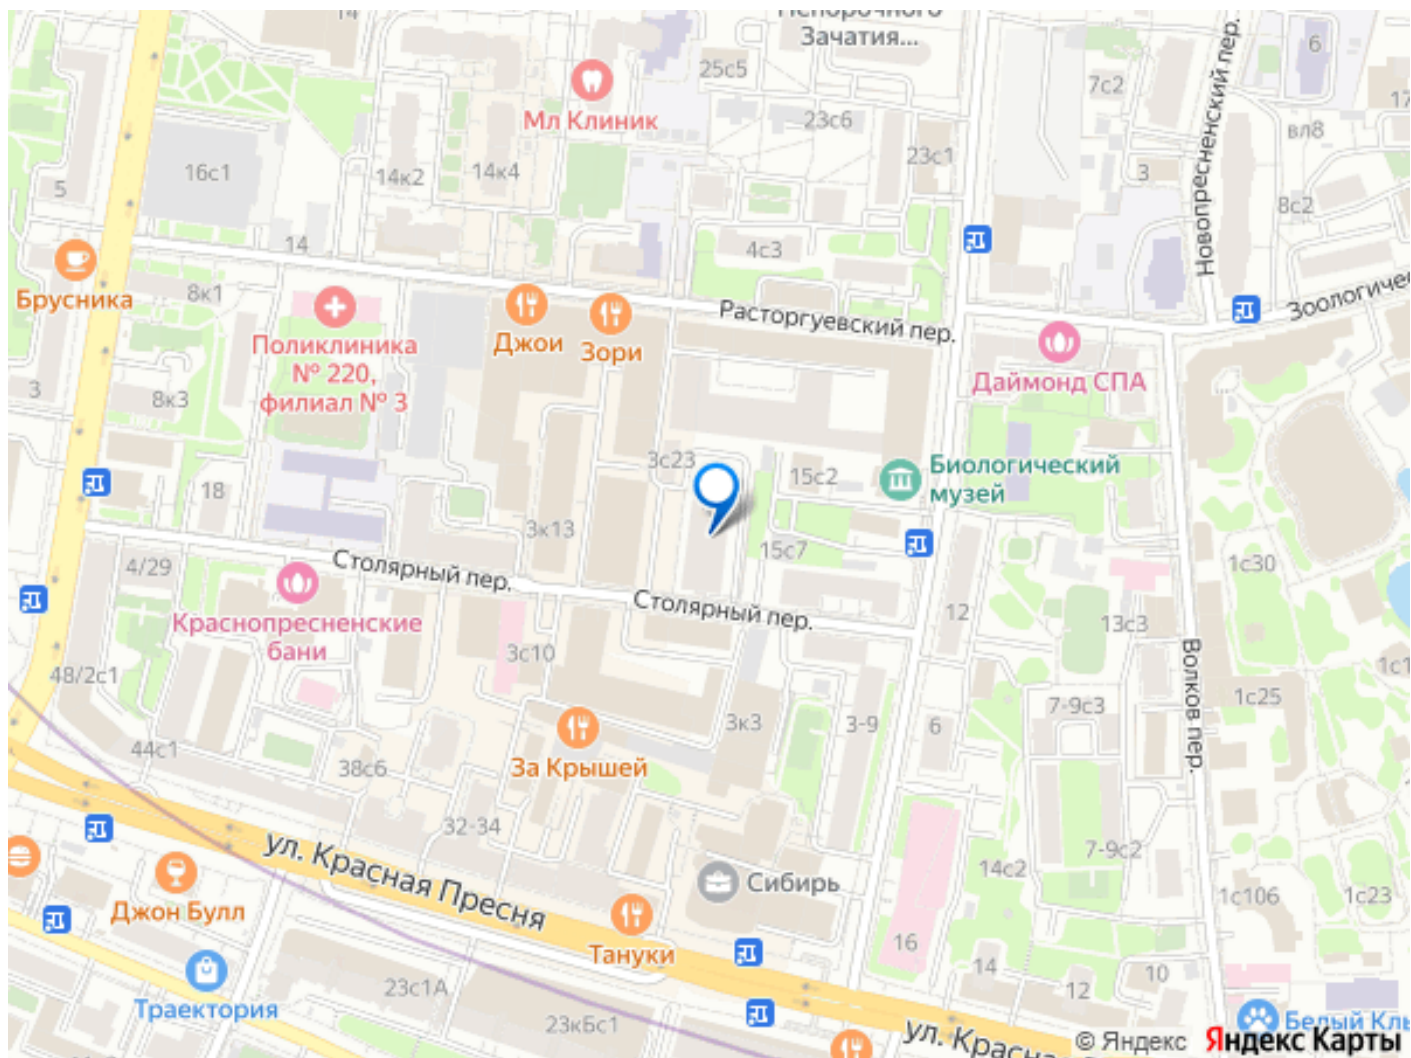 14
Зачатия...
25с5
7с2
6
17
Мл Клиник
23с6
вл8
Новопресненский пер.
23с1
3
16с1
14к2
14к4
5
8с2
14
4с3
Брусника
8к1
Зоологичес
Расторгуевский пер.
Джои
Зори
Поликлиника
№ 220,
филиал № 3
Даймонд СПА
3
8к3
...
3с23
15с2
Биологический
музей
18
3к13
15с7
1с30
4/29
Столярный пер.
Столярный пер.
12
Краснопресненские
бани
13с3
3с10
1с1
48/2с1
Волков пер.
1с25
7-9с3
3к3
3-9
6
44с1
38с6
За Крышей
32-34
ул. Красная Пресня
7-9с2
14с2
Сибирь
1с106
1с23
Джон Булл
Тануки
16
14
10
12
23с1А
Траектория
23кБс1
Белый Клы
ул. Красна
© Яндекс Яндекс Карты